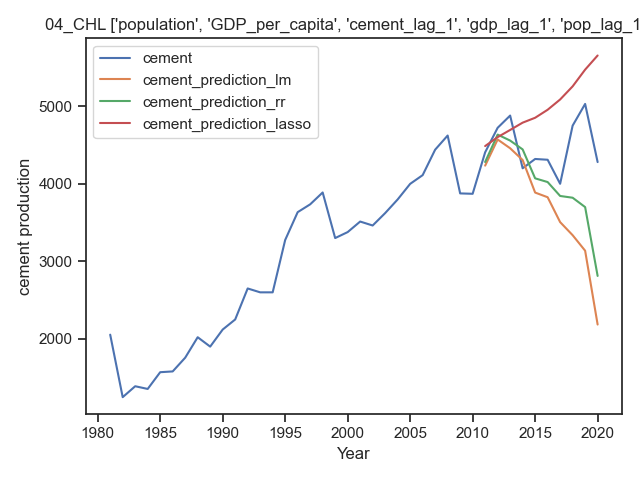 04_CHL ['population', 'GDP_per_capita', 'cement_lag_1', 'gdp_lag_1', 'pop_lag_1
cement
cement_prediction_lm
cement_prediction_rr
cement_prediction_lasso
cement production
5000
4000
3000
2000
1980 1985 1990 1995 2000 2005 2010 2015 2020
Year